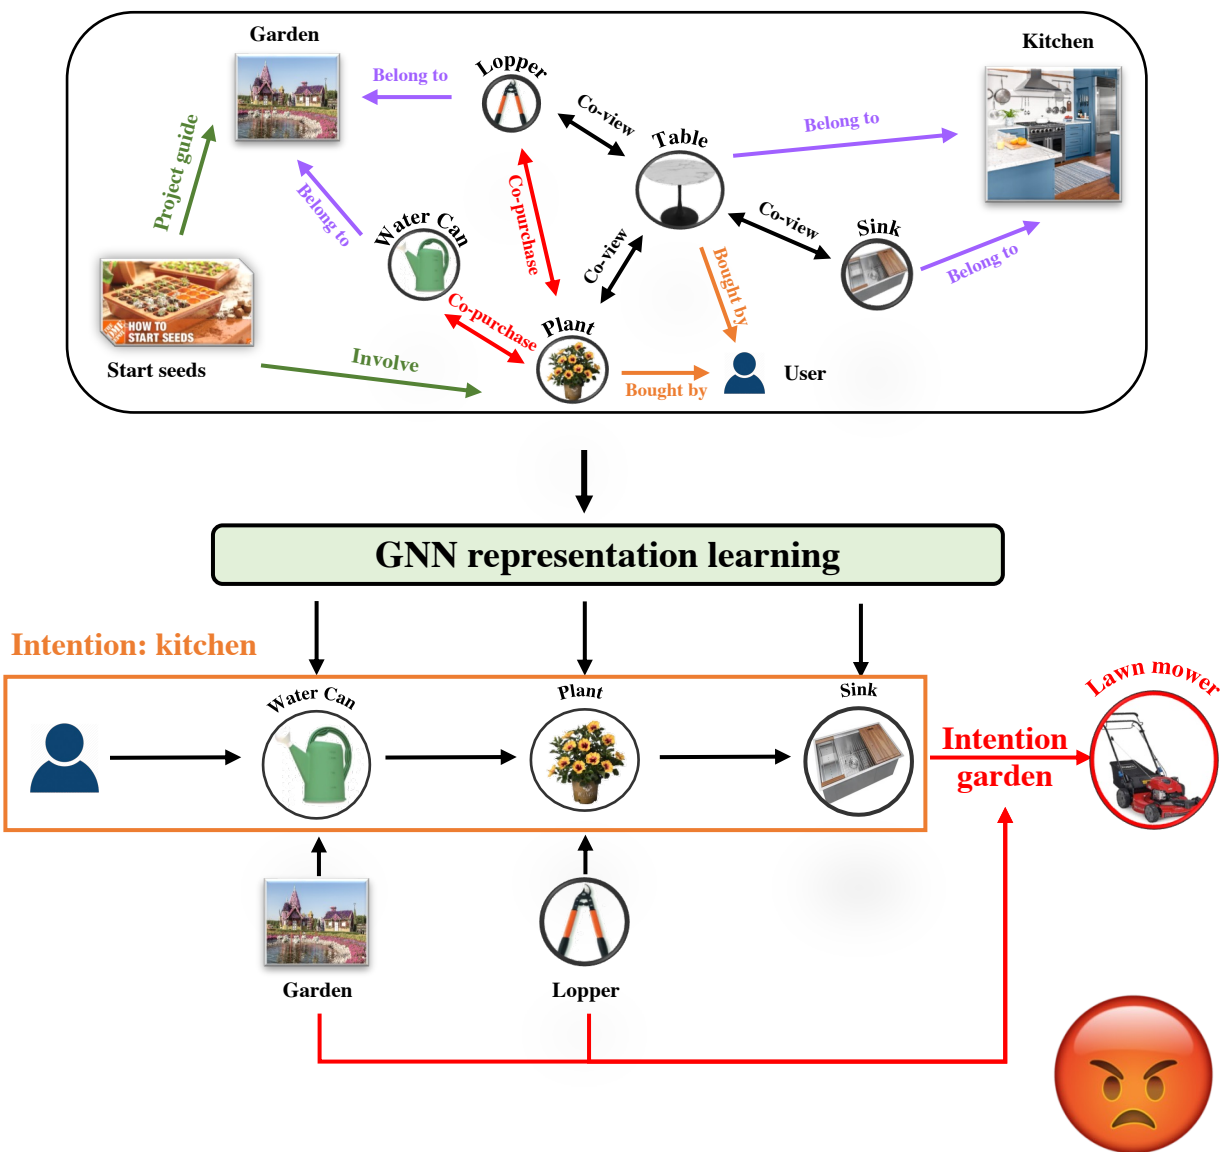 Garden
Kitchen
Lopper
Belong to
Co-view
Belong to
Table
Project guide
Co-purchase
Belong to
Water Can
Co-view
Sink
Co-view
Belong to
Bought by
HOW TO
START SEEDS
Co-purchase
Plant
Start seeds
Involve
Bought by
User
GNN representation learning
Intention: kitchen
Water Can
Plant
Sink
Lawn mower
Intention
garden
Garden
Lopper